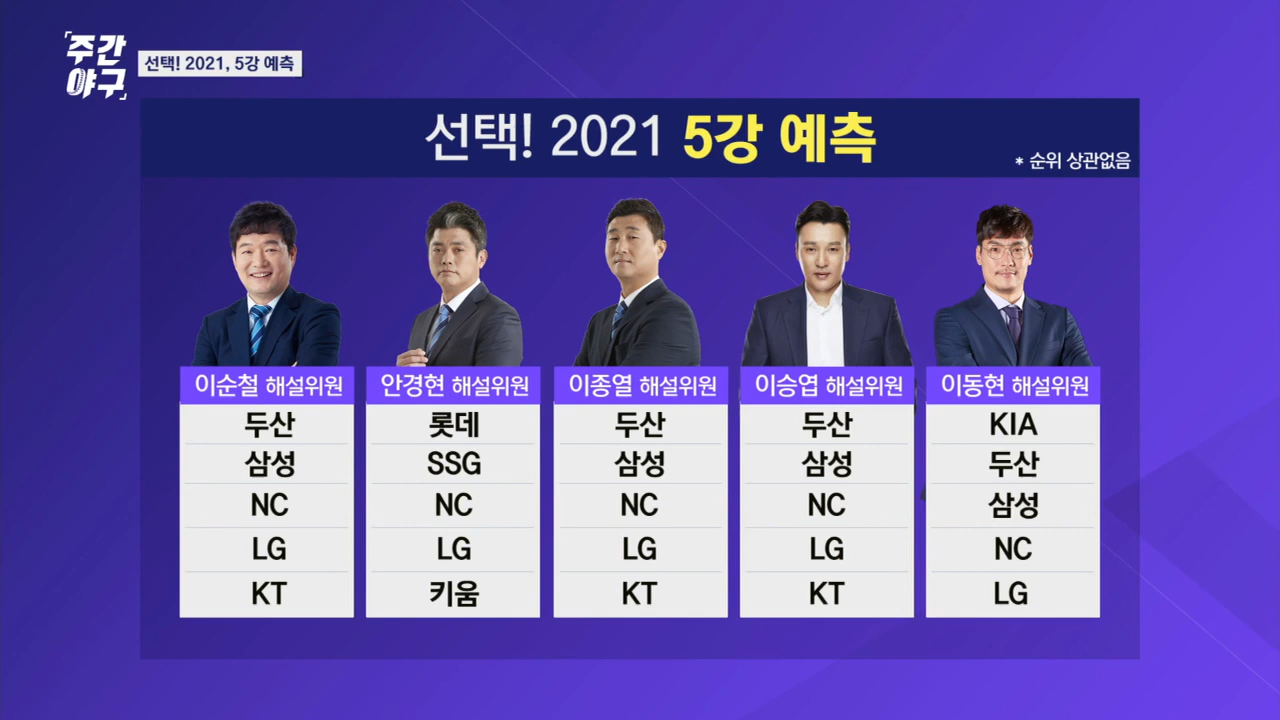 『주간
야구』
선택! 2021, 5강 예측
선택! 2021 5강 예측
* 순위 상관없음
이순철 해설위원
두산
삼성
NC
LG
KT
안경현 해설위원
롯데
SSG
NC
LG
키움
이종열 해설위원
두산
삼성
NC
LG
KT
이승엽 해설위원
두산
삼성
NC
LG
KT
이동현 해설위원
KIA
두산
삼성
NC
LG